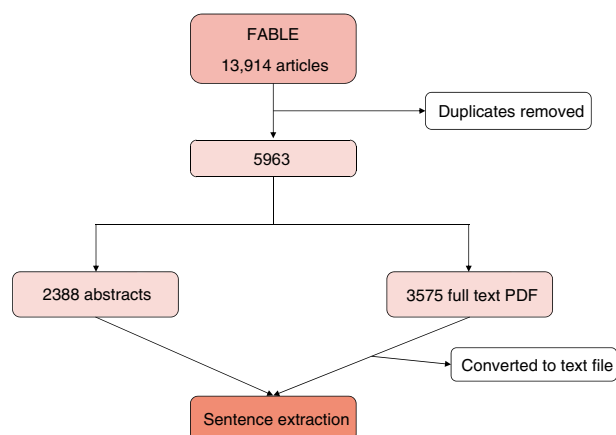 FABLE
13,914 articles
Duplicates removed
5963
2388 abstracts
3575 full text PDF
Converted to text file
Sentence extraction